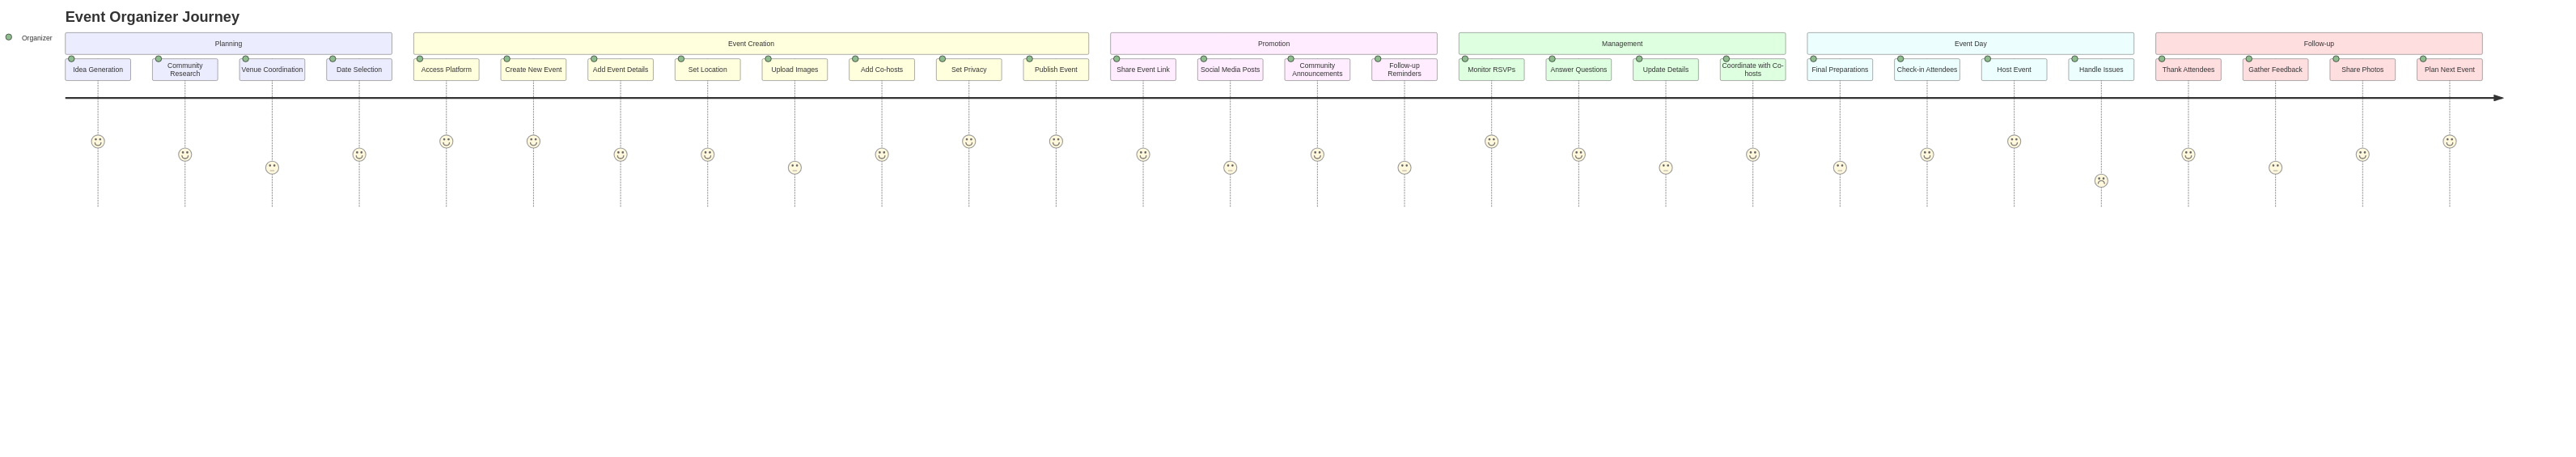 Event Organizer Journey
Organizer
Planning
Event Creation
Promotion
Management
Event Day
Follow-up
Idea Generation
Community
Research
Venue Coordination
Date Selection
Access Platform
Create New Event
Add Event Details
Set Location
Upload Images
Add Co-hosts
Set Privacy
Publish Event
Share Event Link
Social Media Posts
Community
Announcements
Follow-up
Reminders
Monitor RSVPs
Answer Questions
Update Details
Coordinate with Co-
hosts
Final Preparations
Check-in Attendees
Host Event
Handle Issues
Thank Attendees
Gather Feedback
Share Photos
Plan Next Event